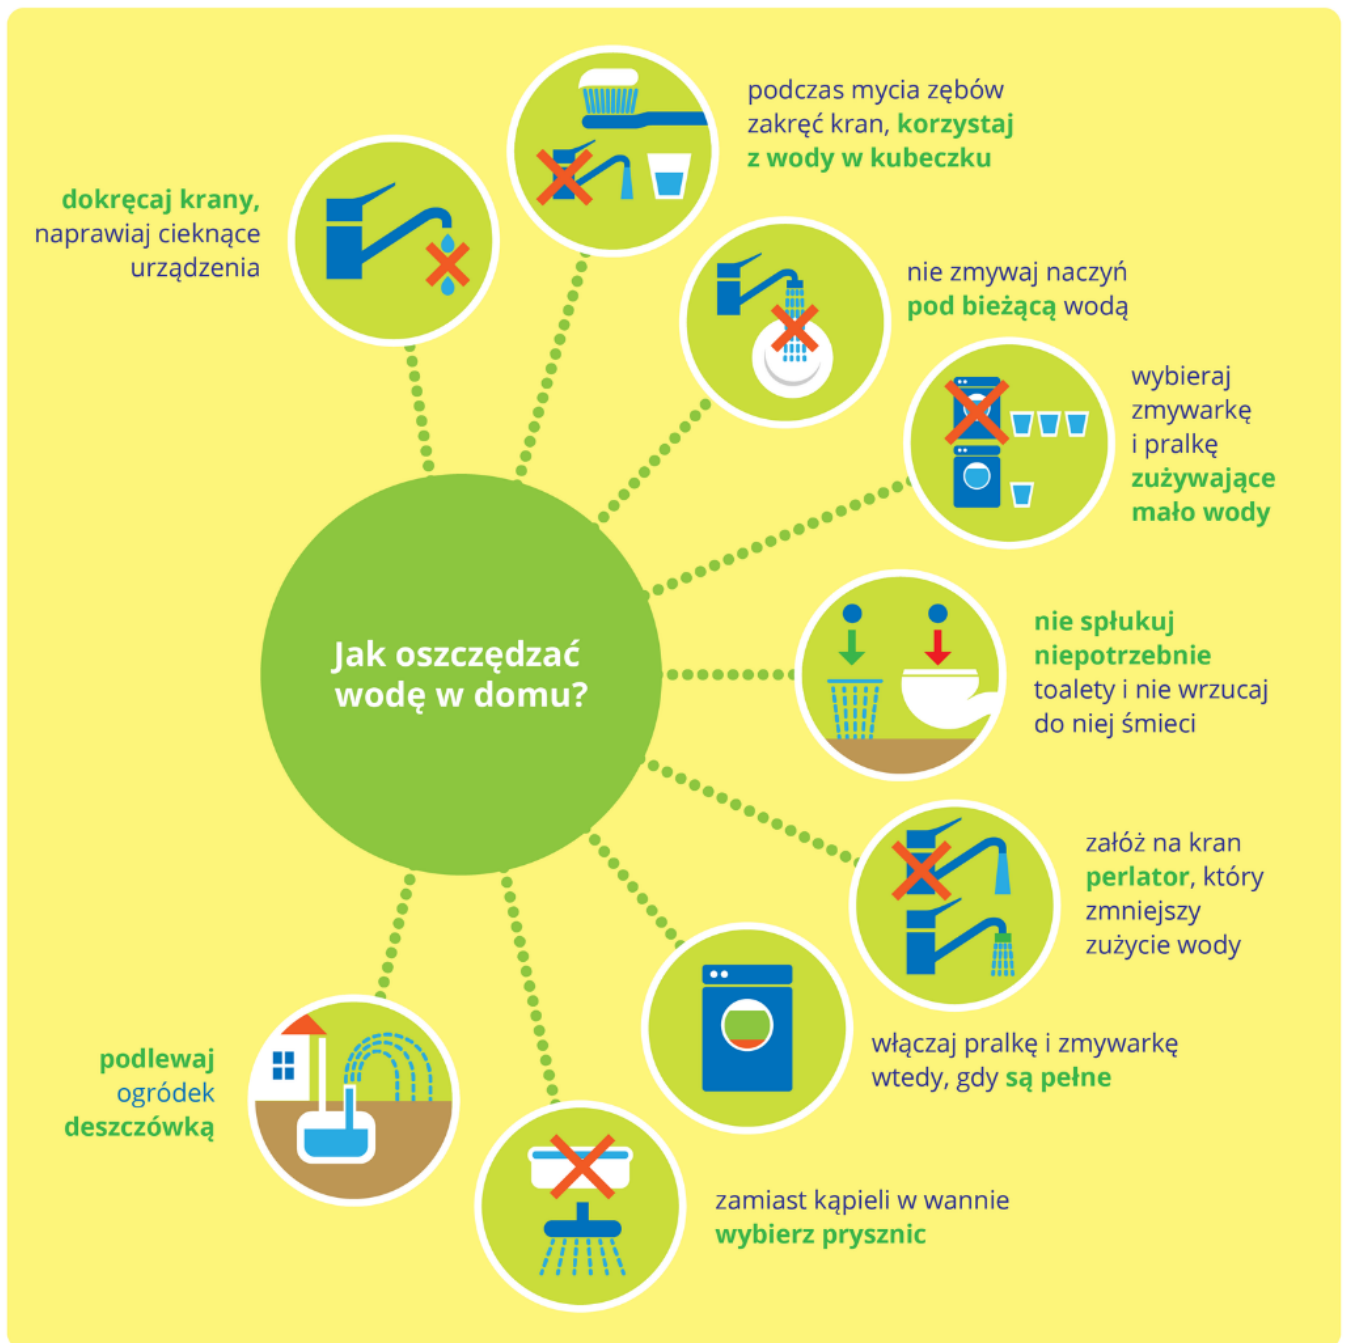 podczas mycia zębów
zakręć kran, korzystaj
z wody w kubeczku
dokręcaj krany,
naprawiaj cieknące
urządzenia
nie zmywaj naczyń
pod bieżącą wodą
wybieraj
zmywarkę
i pralkę
zużywające
mało wody
Jak oszczędzać
wodę w domu?
nie spłukuj
niepotrzebnie
toalety i nie wrzucaj
do niej śmieci
załóż na kran
perlator, który
zmniejszy
zużycie wody
włączaj pralkę i zmywarkę
wtedy, gdy są pełne
podlewaj
ogródek
deszczówką
zamiast kąpieli w wannie
wybierz prysznic